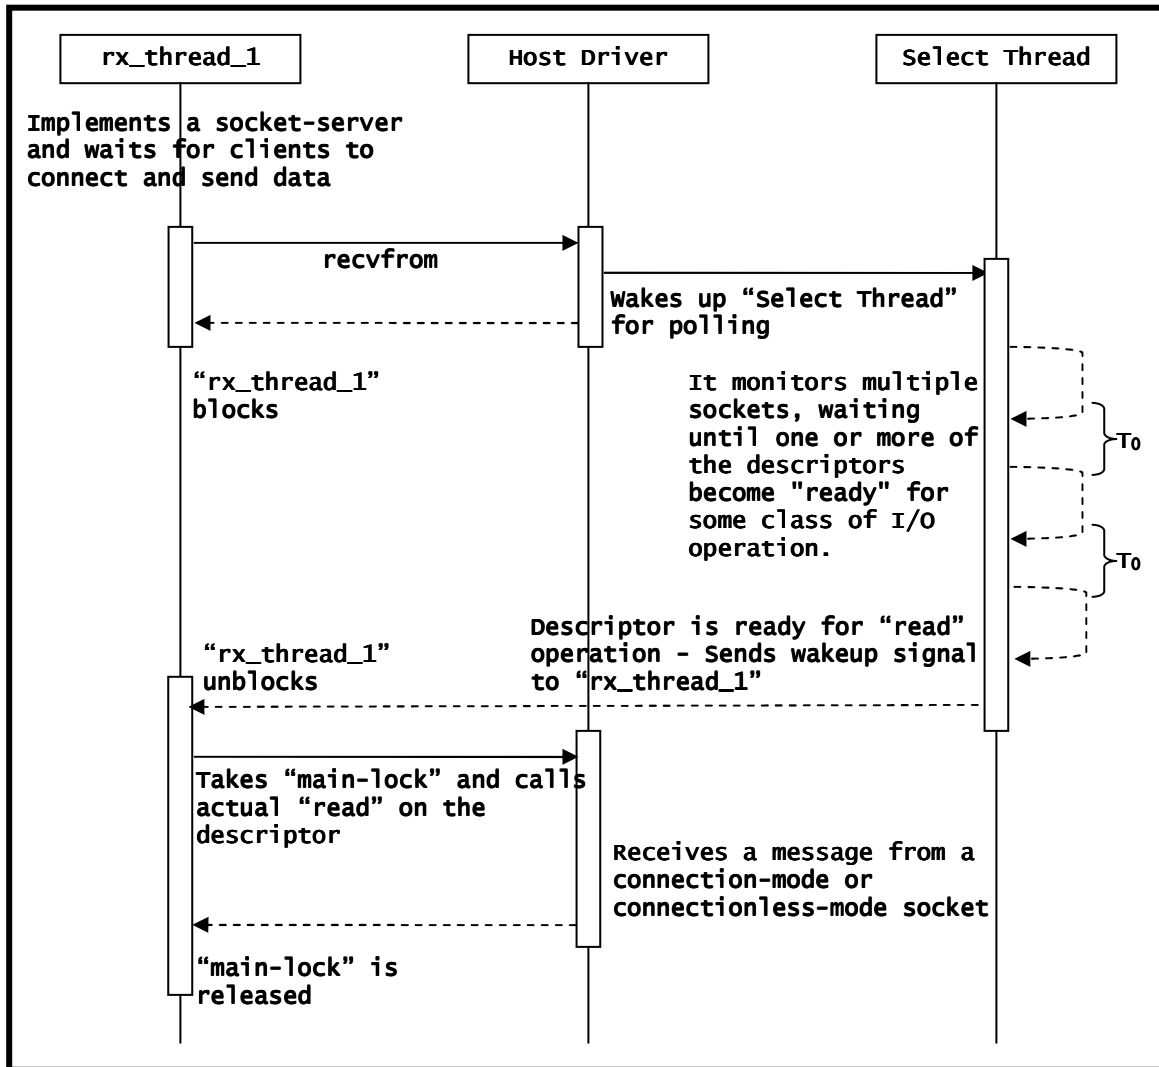 rx_thread_1
Host Driver
Select Thread
Implements a socket-server
and waits for clients to
connect and send data
recvfrom
Wakes up “Select Thread”
for polling
“rx_thread_1”
blocks
It monitors multiple
sockets, waiting
until one or more of
the descriptors
become "ready" for
some class of I/O
operation.
T0
T0
Descriptor is ready for “read”
operation – Sends wakeup signal
to “rx_thread_1”
“rx_thread_1”
unblocks
Takes “main-lock” and calls
actual “read” on the
descriptor
Receives a message from a
connection-mode or
connectionless-mode socket
“main-lock” is
released